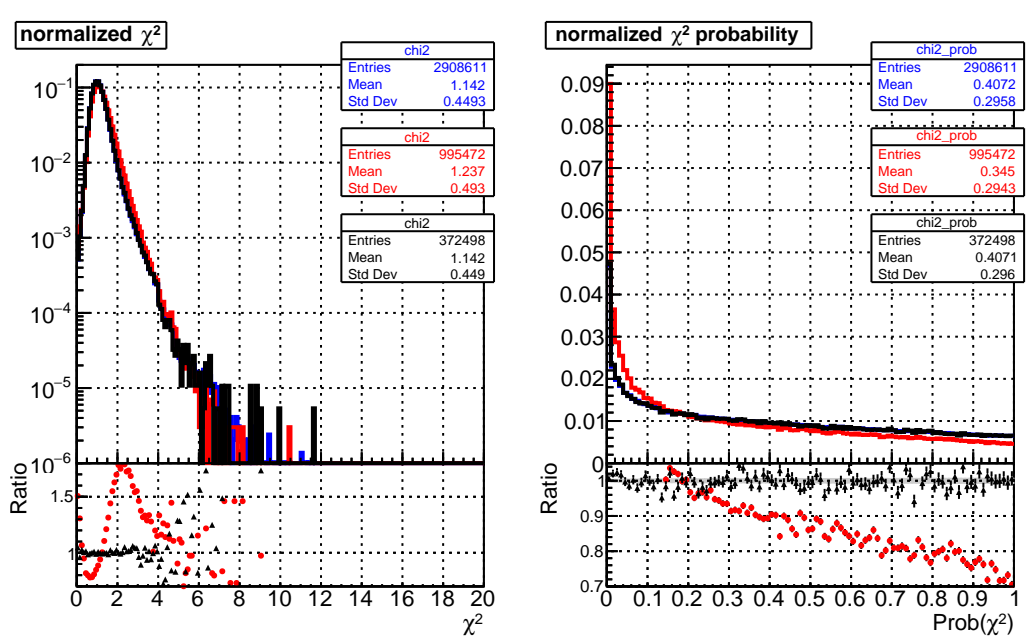 normalized χ²
chi2
Entries 2908611
Mean 1.142
Std Dev 0.4493
chi2
Entries 995472
Mean 1.237
Std Dev 0.493
chi2
Entries 372498
Mean 1.142
Std Dev 0.449
10⁻¹
10⁻²
10⁻³
10⁻⁴
10⁻⁵
10⁻⁶
Ratio
1.5
1
0 2 4 6 8 10 12 14 16 18 20
χ²
normalized χ² probability
chi2_prob
Entries 2908611
Mean 0.4072
Std Dev 0.2958
chi2_prob
Entries 995472
Mean 0.345
Std Dev 0.2943
chi2_prob
Entries 372498
Mean 0.4071
Std Dev 0.296
0.09
0.08
0.07
0.06
0.05
0.04
0.03
0.02
0.01
0
Ratio
1
0.9
0.8
0.7
0 0.1 0.2 0.3 0.4 0.5 0.6 0.7 0.8 0.9 1
Prob(χ²)